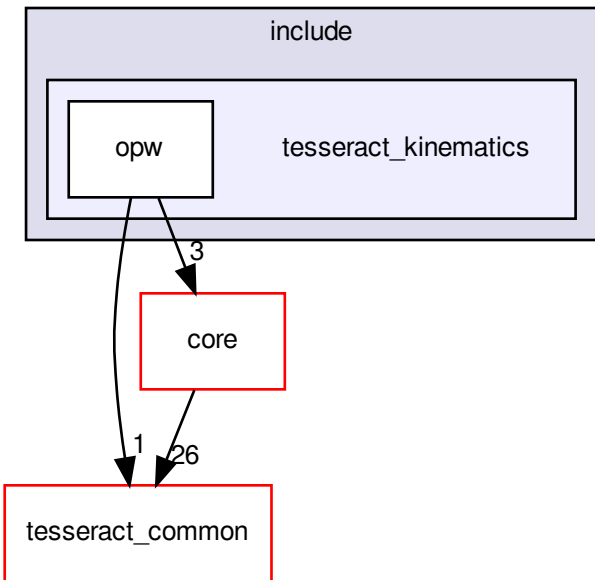 include
opw
tesseract_kinematics
3
core
1
26
tesseract_common